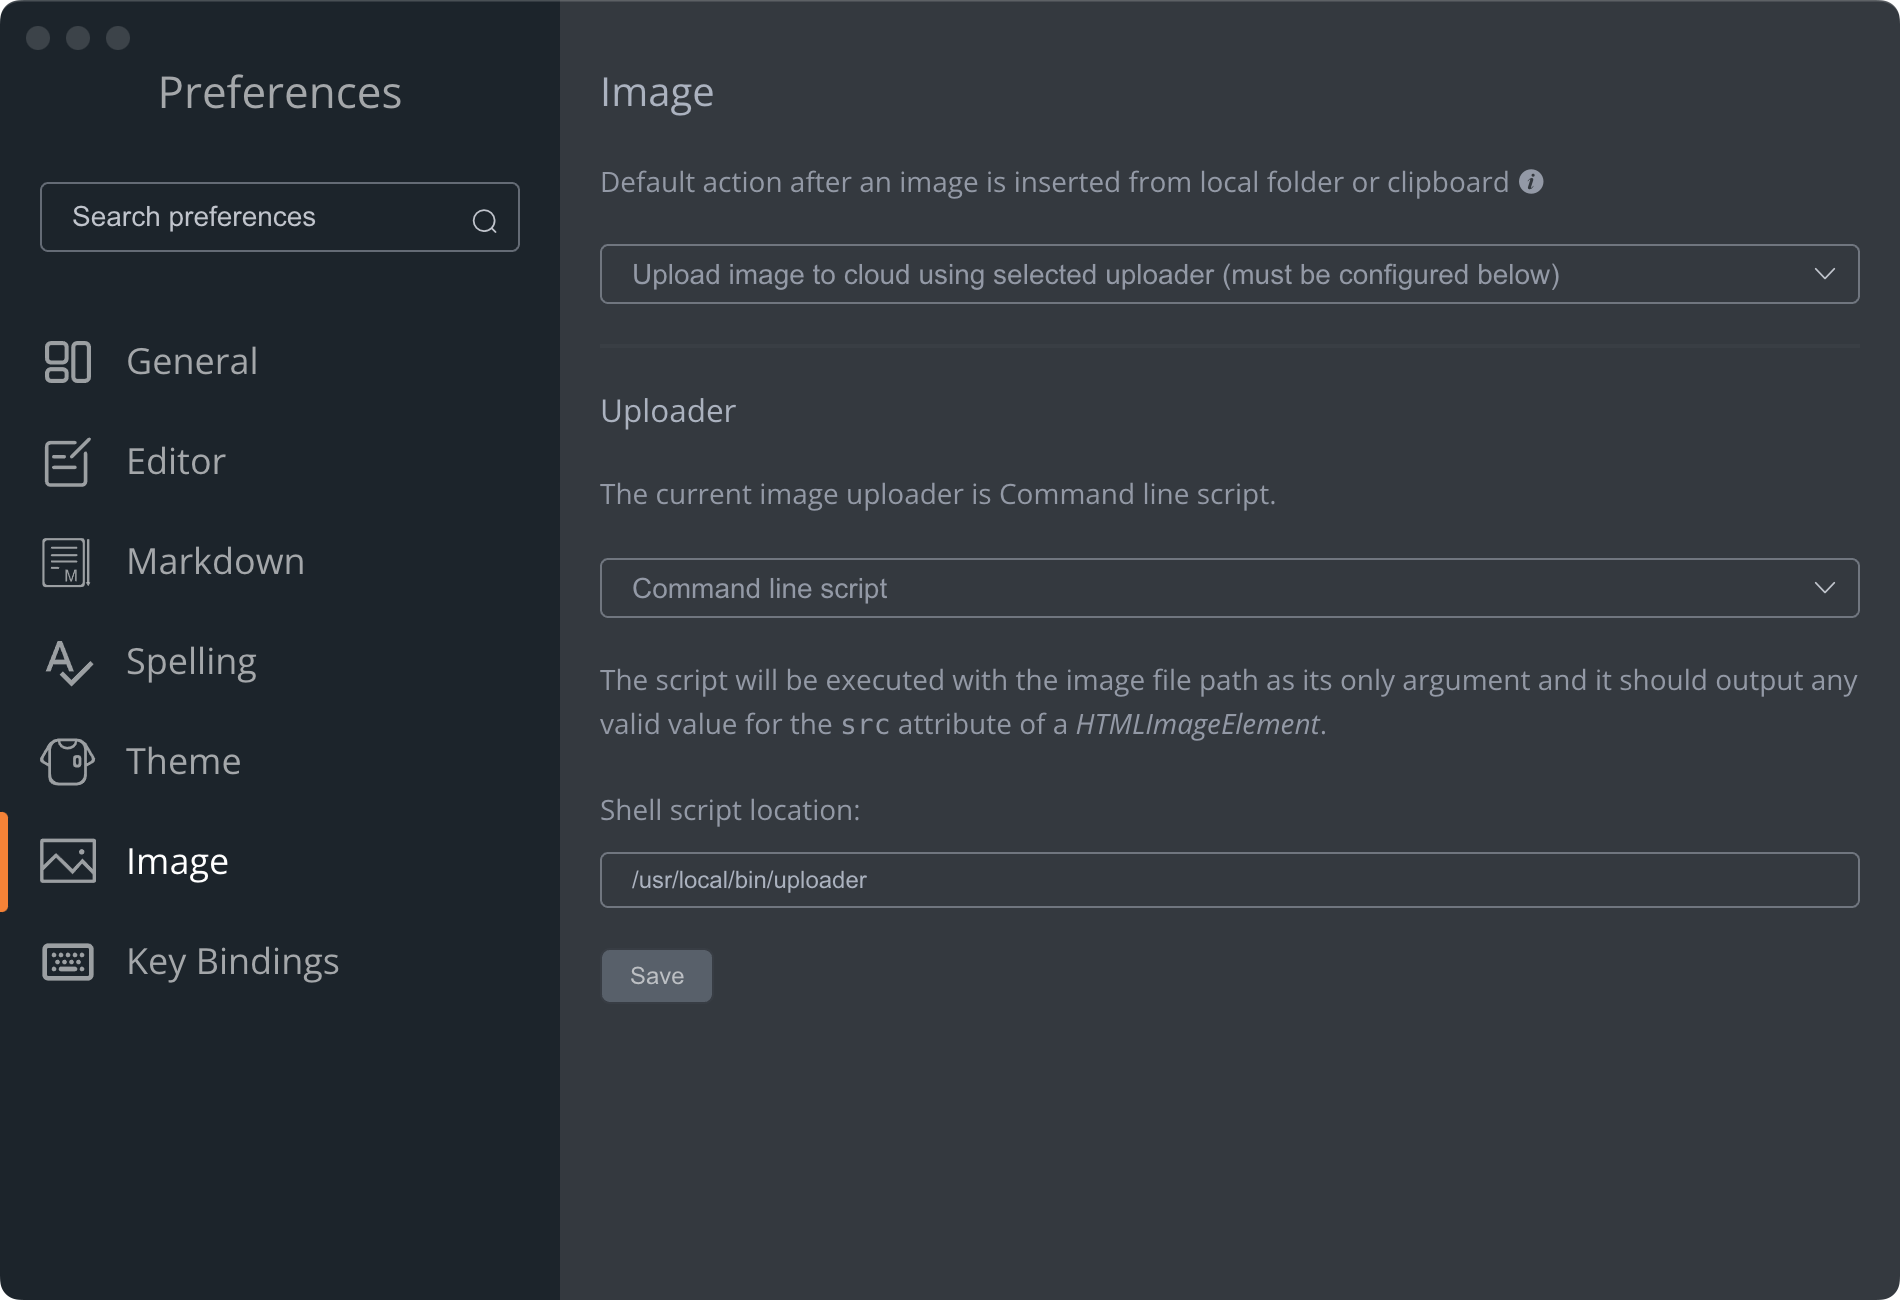 Preferences
Search preferences
General
Editor
Markdown
Spelling
Theme
Image
Key Bindings
Image
Default action after an image is inserted from local folder or clipboard
Upload image to cloud using selected uploader (must be configured below)
Uploader
The current image uploader is Command line script.
Command line script
The script will be executed with the image file path as its only argument and it should output any
valid value for the src attribute of a HTMLImageElement.
Shell script location:
/usr/local/bin/uploader
Save